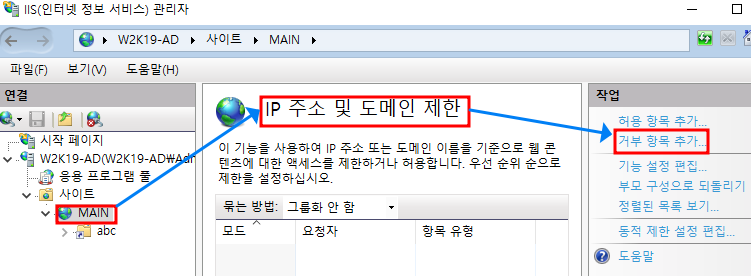 IIS(인터넷 정보 서비스) 관리자
W2K19-AD ▸ 사이트 ▸ MAIN ▸
파일(F) 보기(V) 도움말(H)
연결
시작 페이지
W2K19-AD(W2K19-AD₩Adr
응용 프로그램 풀
사이트
MAIN
abc
IP 주소 및 도메인 제한
이 기능을 사용하여 IP 주소 또는 도메인 이름을 기준으로 웹 콘
텐츠에 대한 액세스를 제한하거나 허용합니다. 우선 순위 순으로
제한을 설정하십시오.
묶는 방법: 그룹화 안 함
모드 요청자 항목 유형
작업
허용 항목 추가...
거부 항목 추가...
기능 설정 편집...
부모 구성으로 되돌리기
정렬된 목록 보기...
동적 제한 설정 편집...
도움말